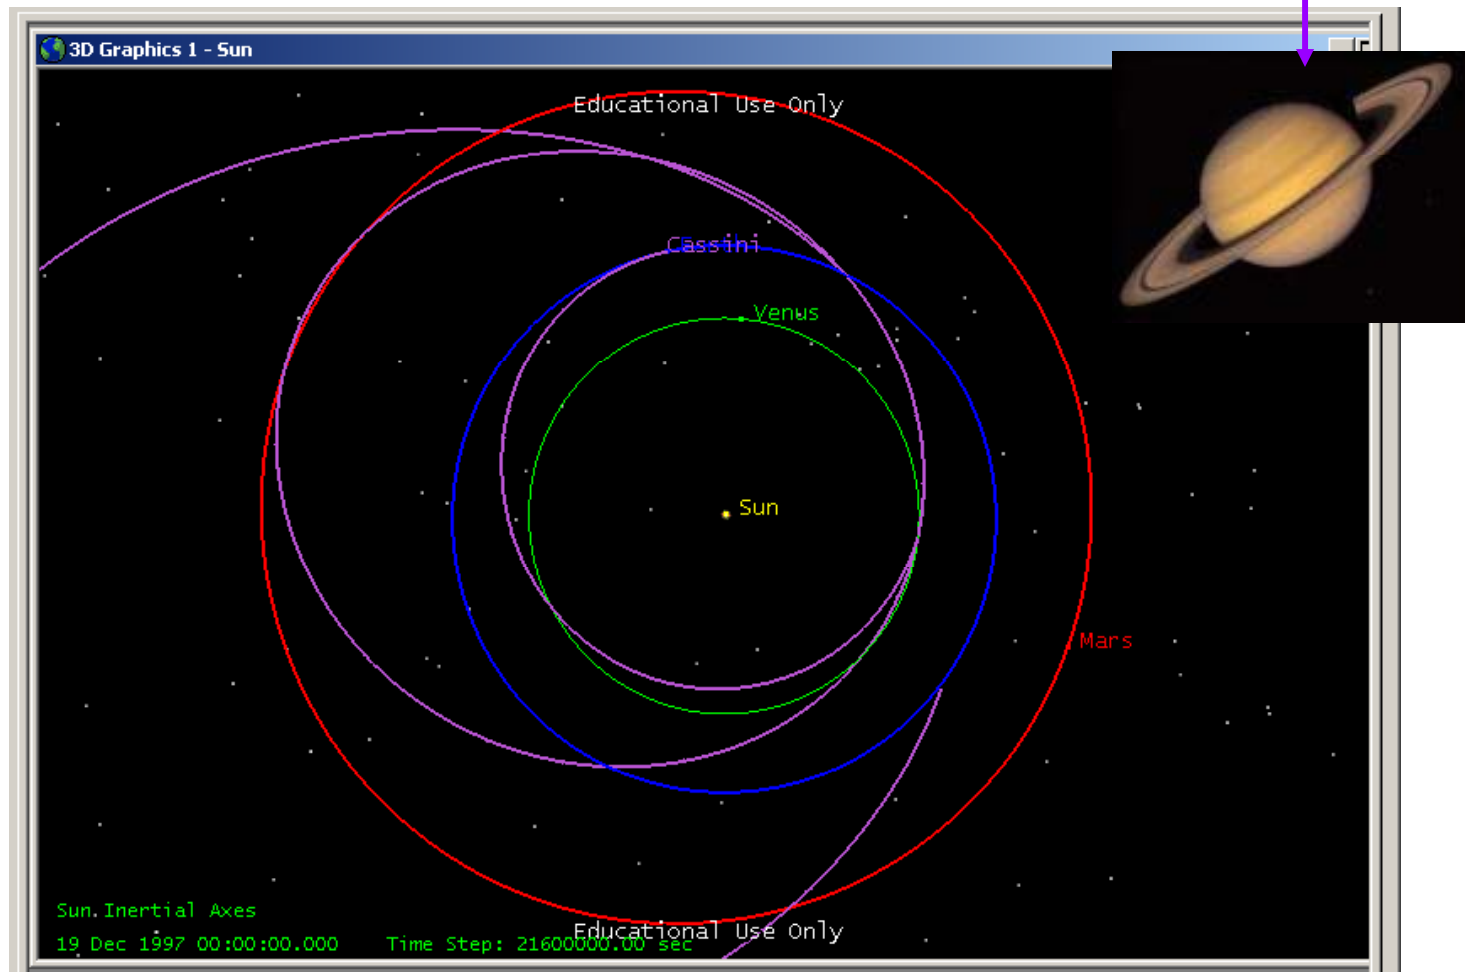 3D Graphics 1 - Sun
Educational Use Only
Cassini
Venus
Sun
Mars
Sun Inertial Axes
Educational Use Only
19 Dec 1997 00:00:00.000 Time Step: 21600000.00 sec